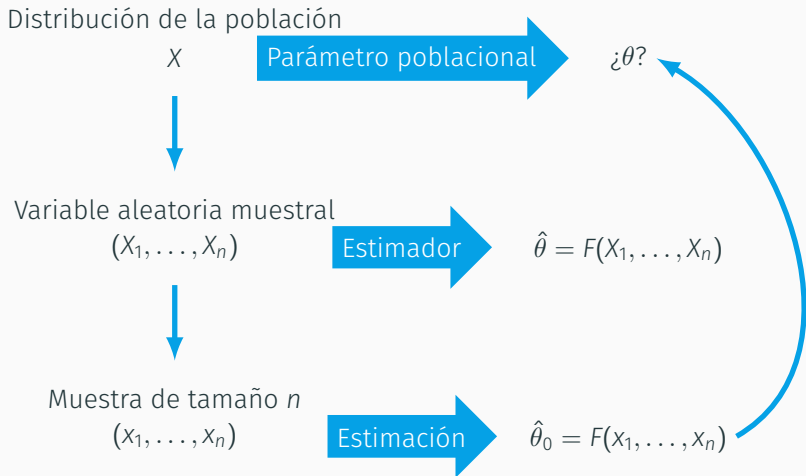 Distribución de la población
X
Parámetro poblacional
¿θ?
Variable aleatoria muestral
(X₁, . . . , Xₙ)
Estimador
θ̂ = F(X₁, . . . , Xₙ)
Muestra de tamaño n
(x₁, . . . , xₙ)
Estimación
θ̂₀ = F(x₁, . . . , xₙ)